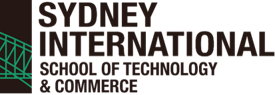 SYDNEY
INTERNATIONAL
SCHOOL OF TECHNOLOGY
& COMMERCE